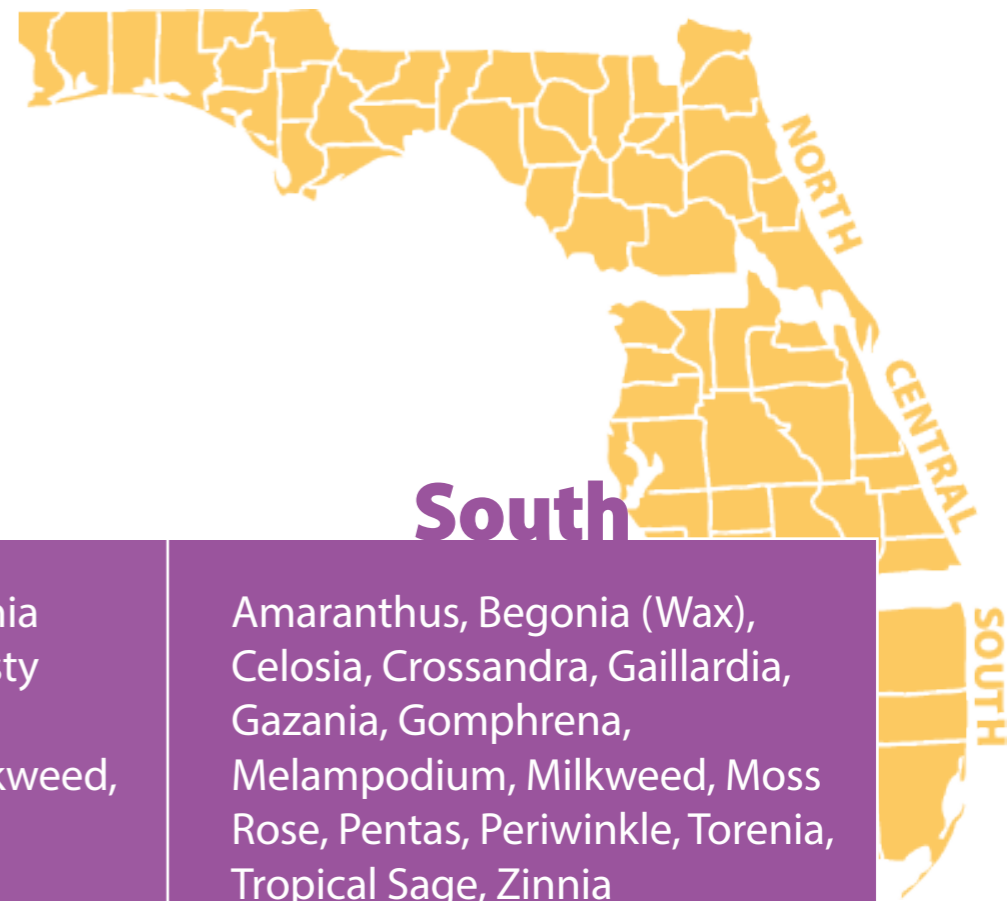 NORTH
CENTRAL
South
nia
sty
kweed,
Amaranthus, Begonia (Wax),
Celosia, Crossandra, Gaillardia,
Gazania, Gomphrena,
Melampodium, Milkweed, Moss
Rose, Pentas, Periwinkle, Torenia,
Tropical Sage, Zinnia
SOUTH